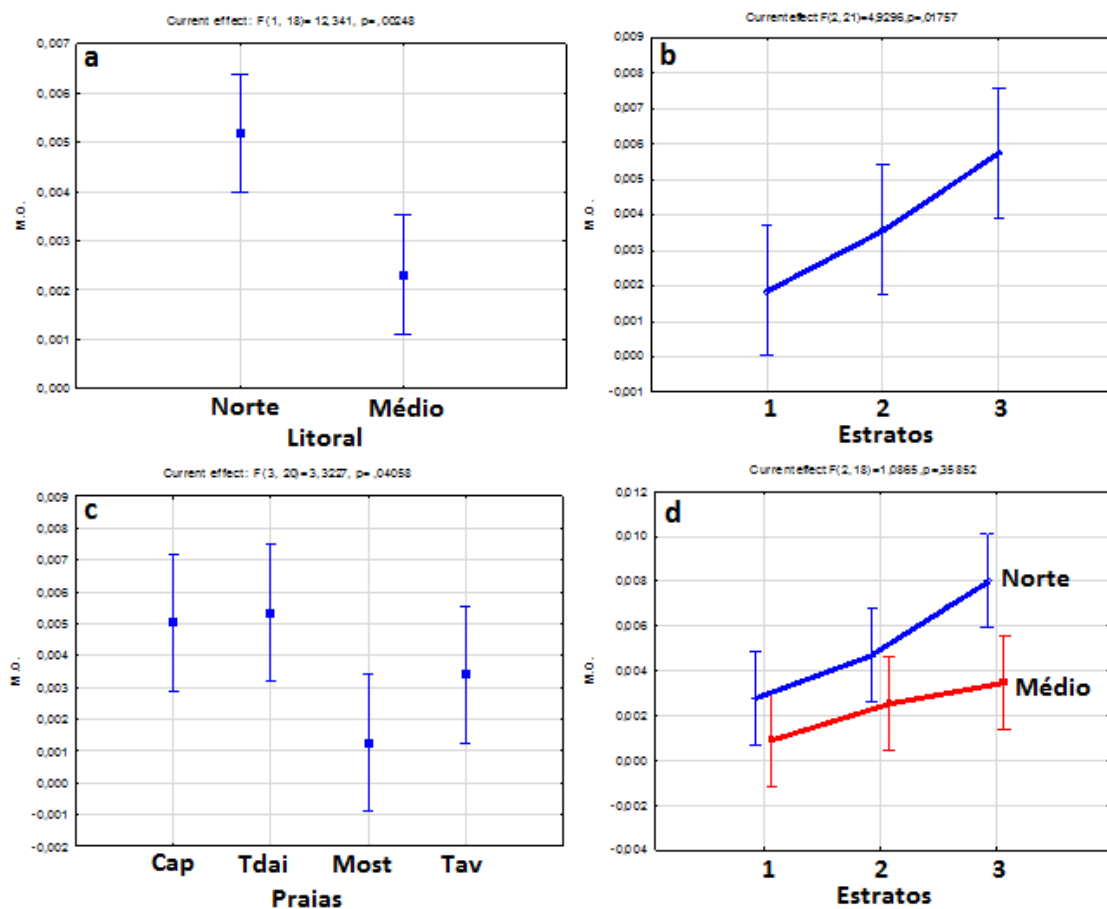 Current effect: F(1, 18)=12,341, p=,00248
a
0,007
0,006
0,005
0,004
0,003
0,002
0,001
0,000
M.O.
Norte Médio
Litoral
Current effect F(2,21)=4,9296,p=,01757
b
0,009
0,008
0,007
0,006
0,005
0,004
0,003
0,002
0,001
0,000
-0,001
M.O.
1 2 3
Estratos
Current effect: F(3, 20)=3,3227, p=,04058
c
0,009
0,008
0,007
0,006
0,005
0,004
0,003
0,002
0,001
0,000
-0,001
-0,002
M.O.
Cap Tdai Most Tav
Praias
Current effect F(2,18)=1,0865,p=,35852
d
0,012
0,010
0,008
0,006
0,004
0,002
0,000
-0,002
-0,004
M.O.
Norte
Médio
1 2 3
Estratos